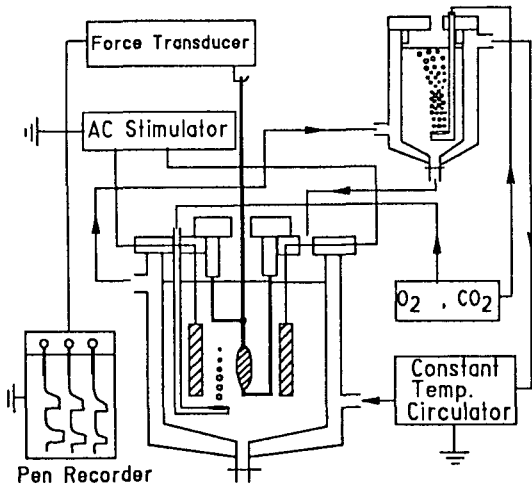 Force Transducer
AC Stimulator
O2 , CO2
Constant
Temp.
Circulator
Pen Recorder